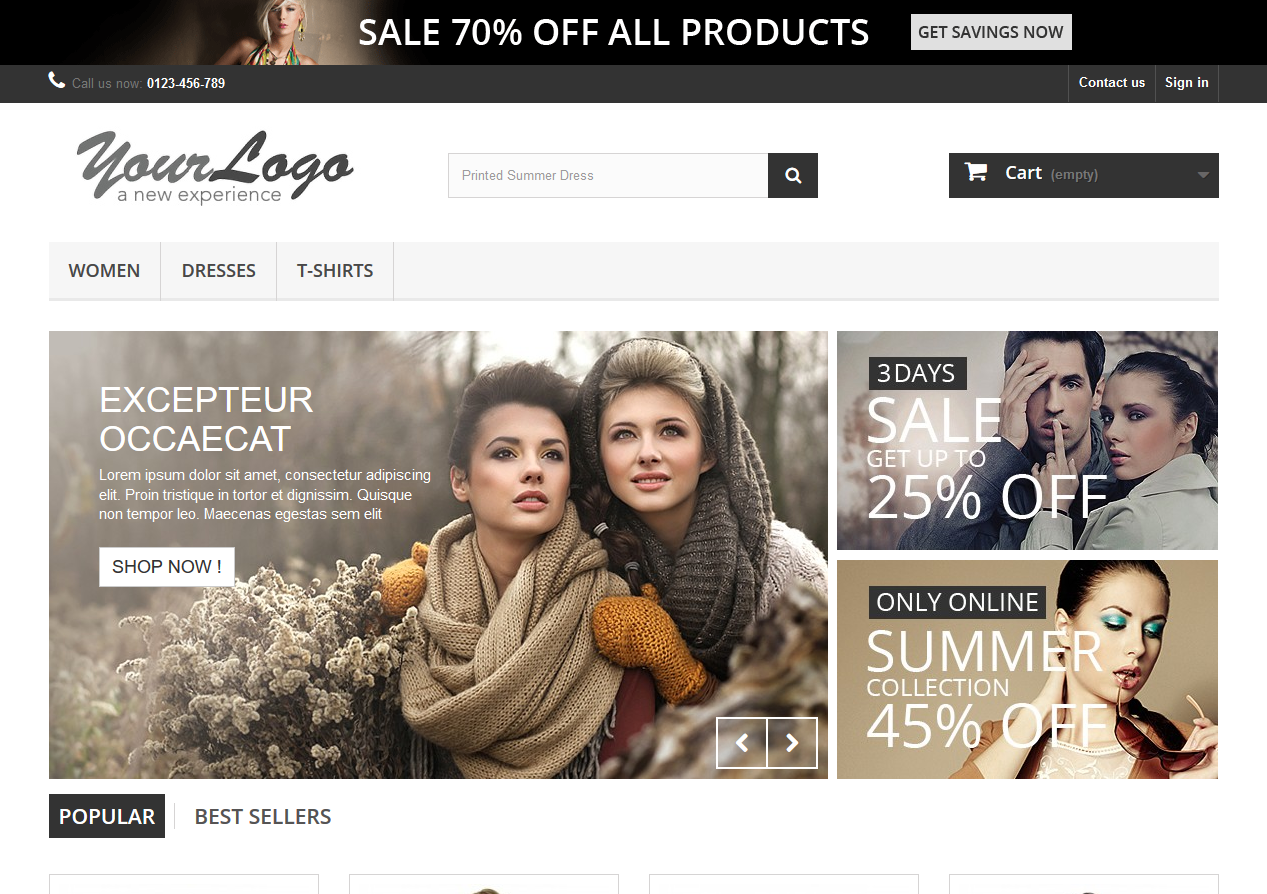 SALE 70% OFF ALL PRODUCTS
GET SAVINGS NOW
Call us now: 0123-456-789
Contact us
Sign in
YourLogo
a new experience
Printed Summer Dress
Cart (empty)
WOMEN
DRESSES
T-SHIRTS
EXCEPTEUR
OCCAECAT
Lorem ipsum dolor sit amet, consectetur adipiscing
elit. Proin tristique in tortor et dignissim. Quisque
non tempor leo. Maecenas egestas sem elit
SHOP NOW !
3 DAYS
SALE
GET UP TO
25% OFF
ONLY ONLINE
SUMMER
COLLECTION
45% OFF
POPULAR
BEST SELLERS